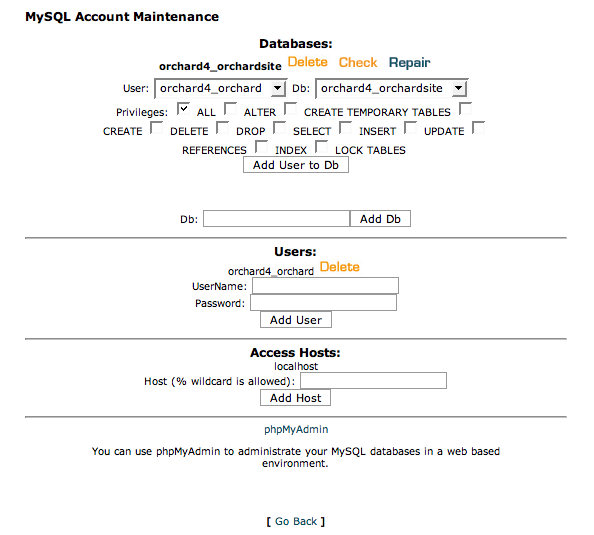 MySQL Account Maintenance
Databases:
orchard4_orchardsite Delete Check Repair
User: orchard4_orchard Db: orchard4_orchardsite
Privileges: ALL ALTER CREATE TEMPORARY TABLES
CREATE DELETE DROP SELECT INSERT UPDATE
REFERENCES INDEX LOCK TABLES
Add User to Db
Db: Add Db
Users:
orchard4_orchard Delete
UserName:
Password:
Add User
Access Hosts:
localhost
Host (% wildcard is allowed):
Add Host
phpMyAdmin
You can use phpMyAdmin to administrate your MySQL databases in a web based
environment.
[ Go Back ]